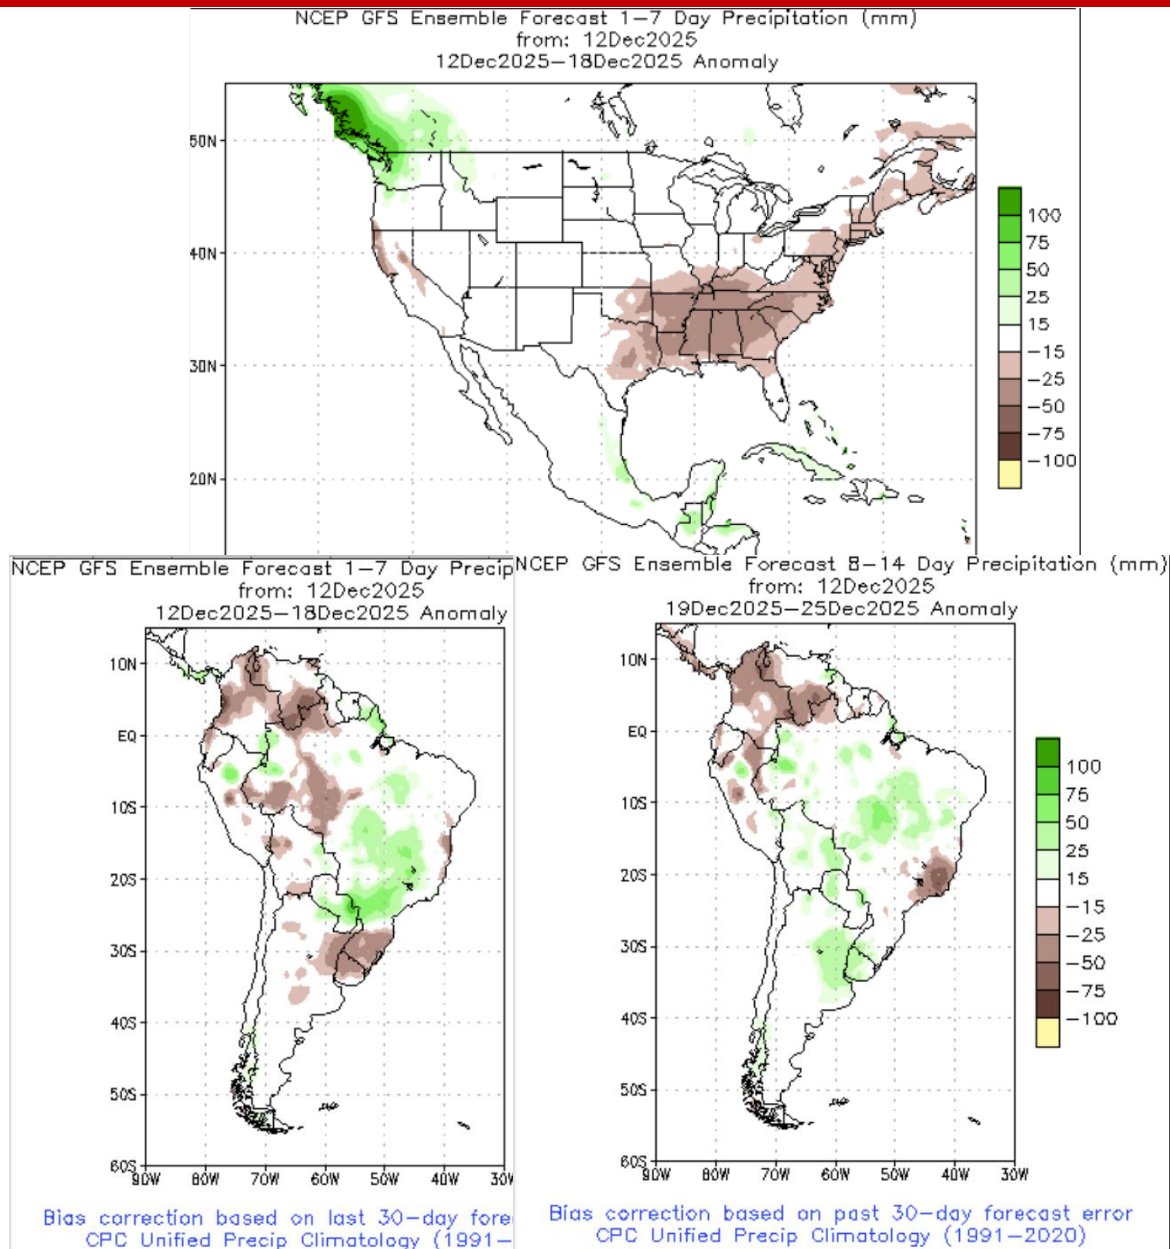 NCEP GFS Ensemble Forecast 1-7 Day Precipitation (mm)
from: 12Dec2025
12Dec2025-18Dec2025 Anomaly
50N
40N
30N
20N
100
75
50
25
15
-15
-25
-50
-75
-100
NCEP GFS Ensemble Forecast 1-7 Day Precip
from: 12Dec2025
12Dec2025-18Dec2025 Anomaly
10N
EQ
10S
20S
30S
40S
50S
60S
90W 80W 70W 60W 50W 40W 30W
Bias correction based on last 30-day fore
CPC Unified Precip Climatology (1991-
NCEP GFS Ensemble Forecast 8-14 Day Precipitation (mm)
from: 12Dec2025
19Dec2025-25Dec2025 Anomaly
10N
EQ
10S
20S
30S
40S
50S
60S
90W 80W 70W 60W 50W 40W 30W
100
75
50
25
15
-15
-25
-50
-75
-100
Bias correction based on past 30-day forecast error
CPC Unified Precip Climatology (1991-2020)